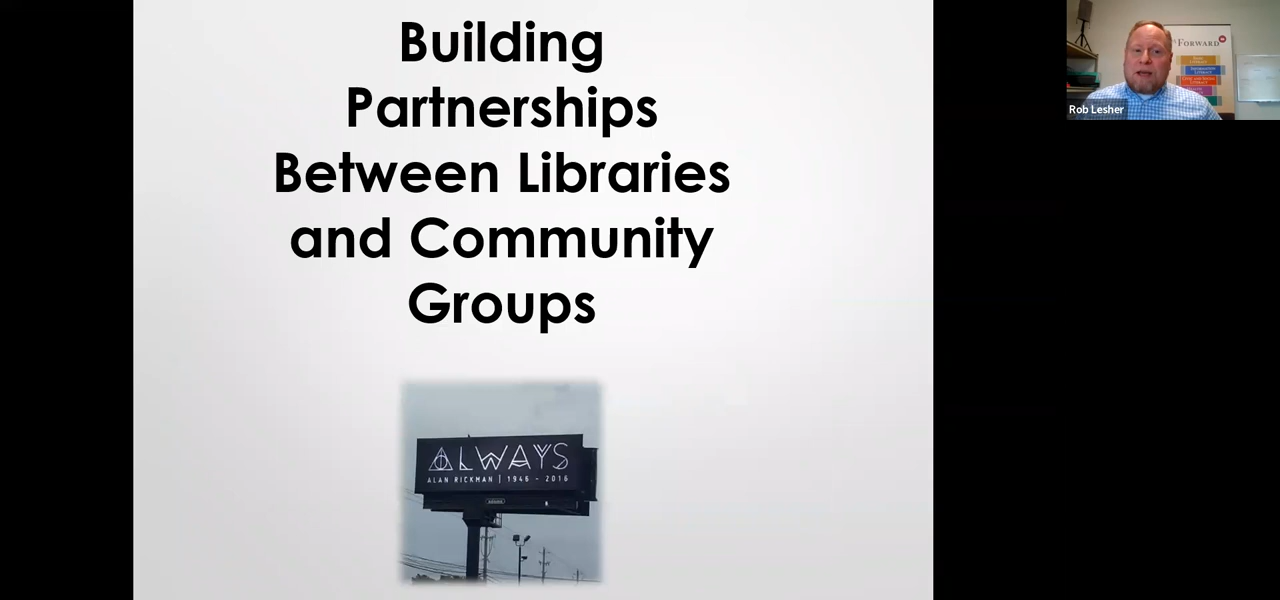 Building
Partnerships
Between Libraries
and Community
Groups
ALWAYS
ALAN RICKMAN | 1946 - 2016
FORWARD
Rob Lesher